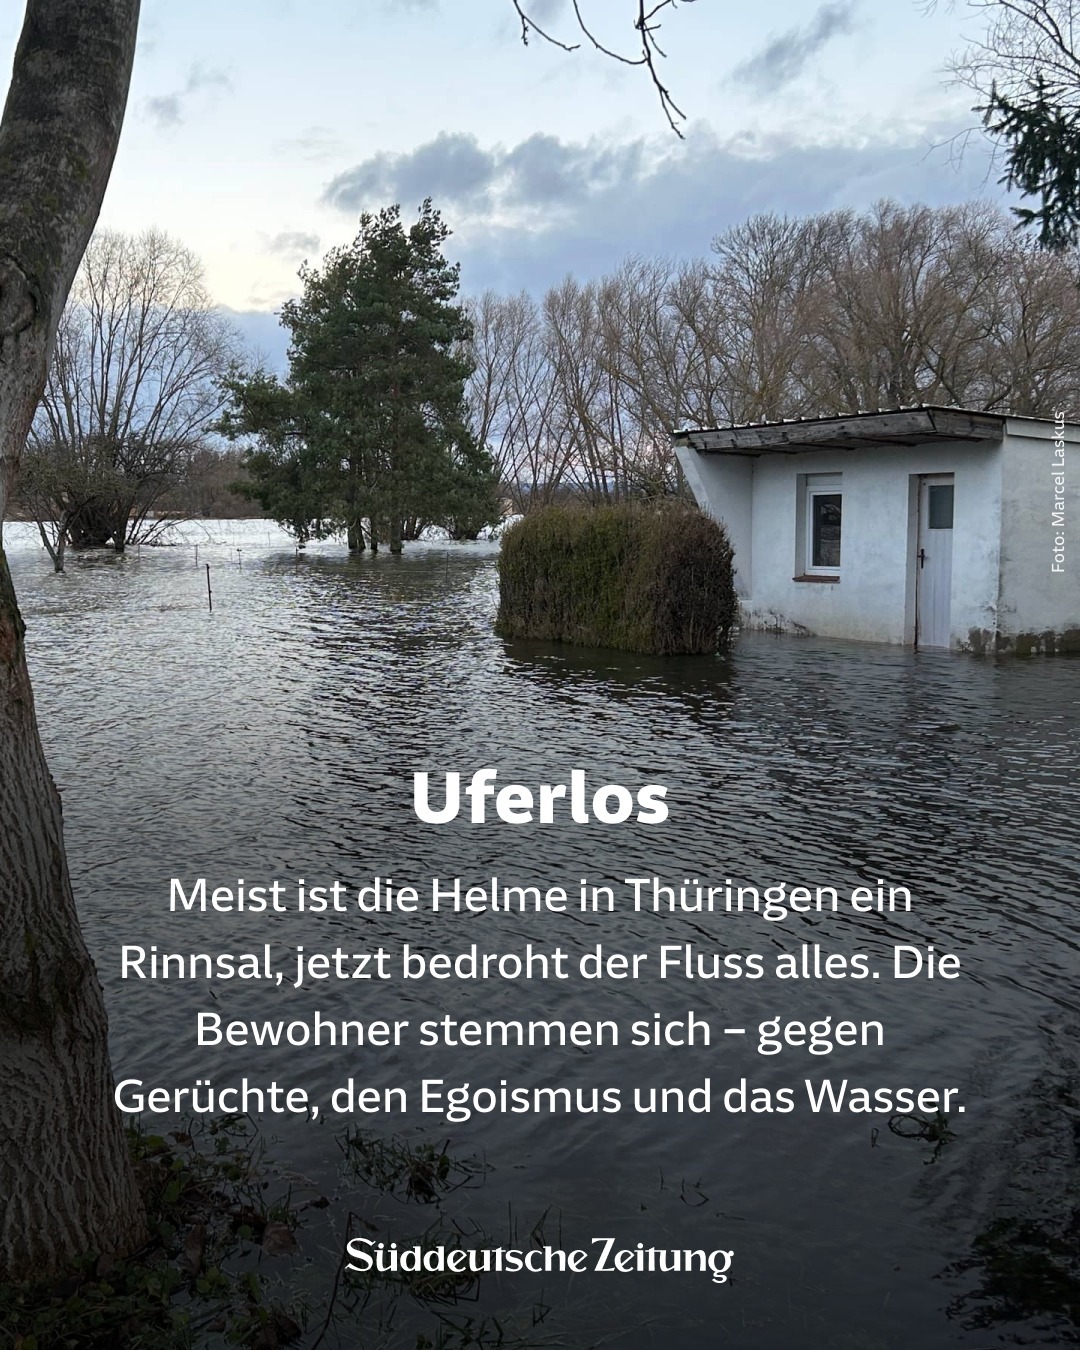 Foto: Marcel Laskus
Uferlos
Meist ist die Helme in Thüringen ein
Rinnsal, jetzt bedroht der Fluss alles. Die
Bewohner stemmen sich – gegen
Gerüchte, den Egoismus und das Wasser.
Süddeutsche Zeitung